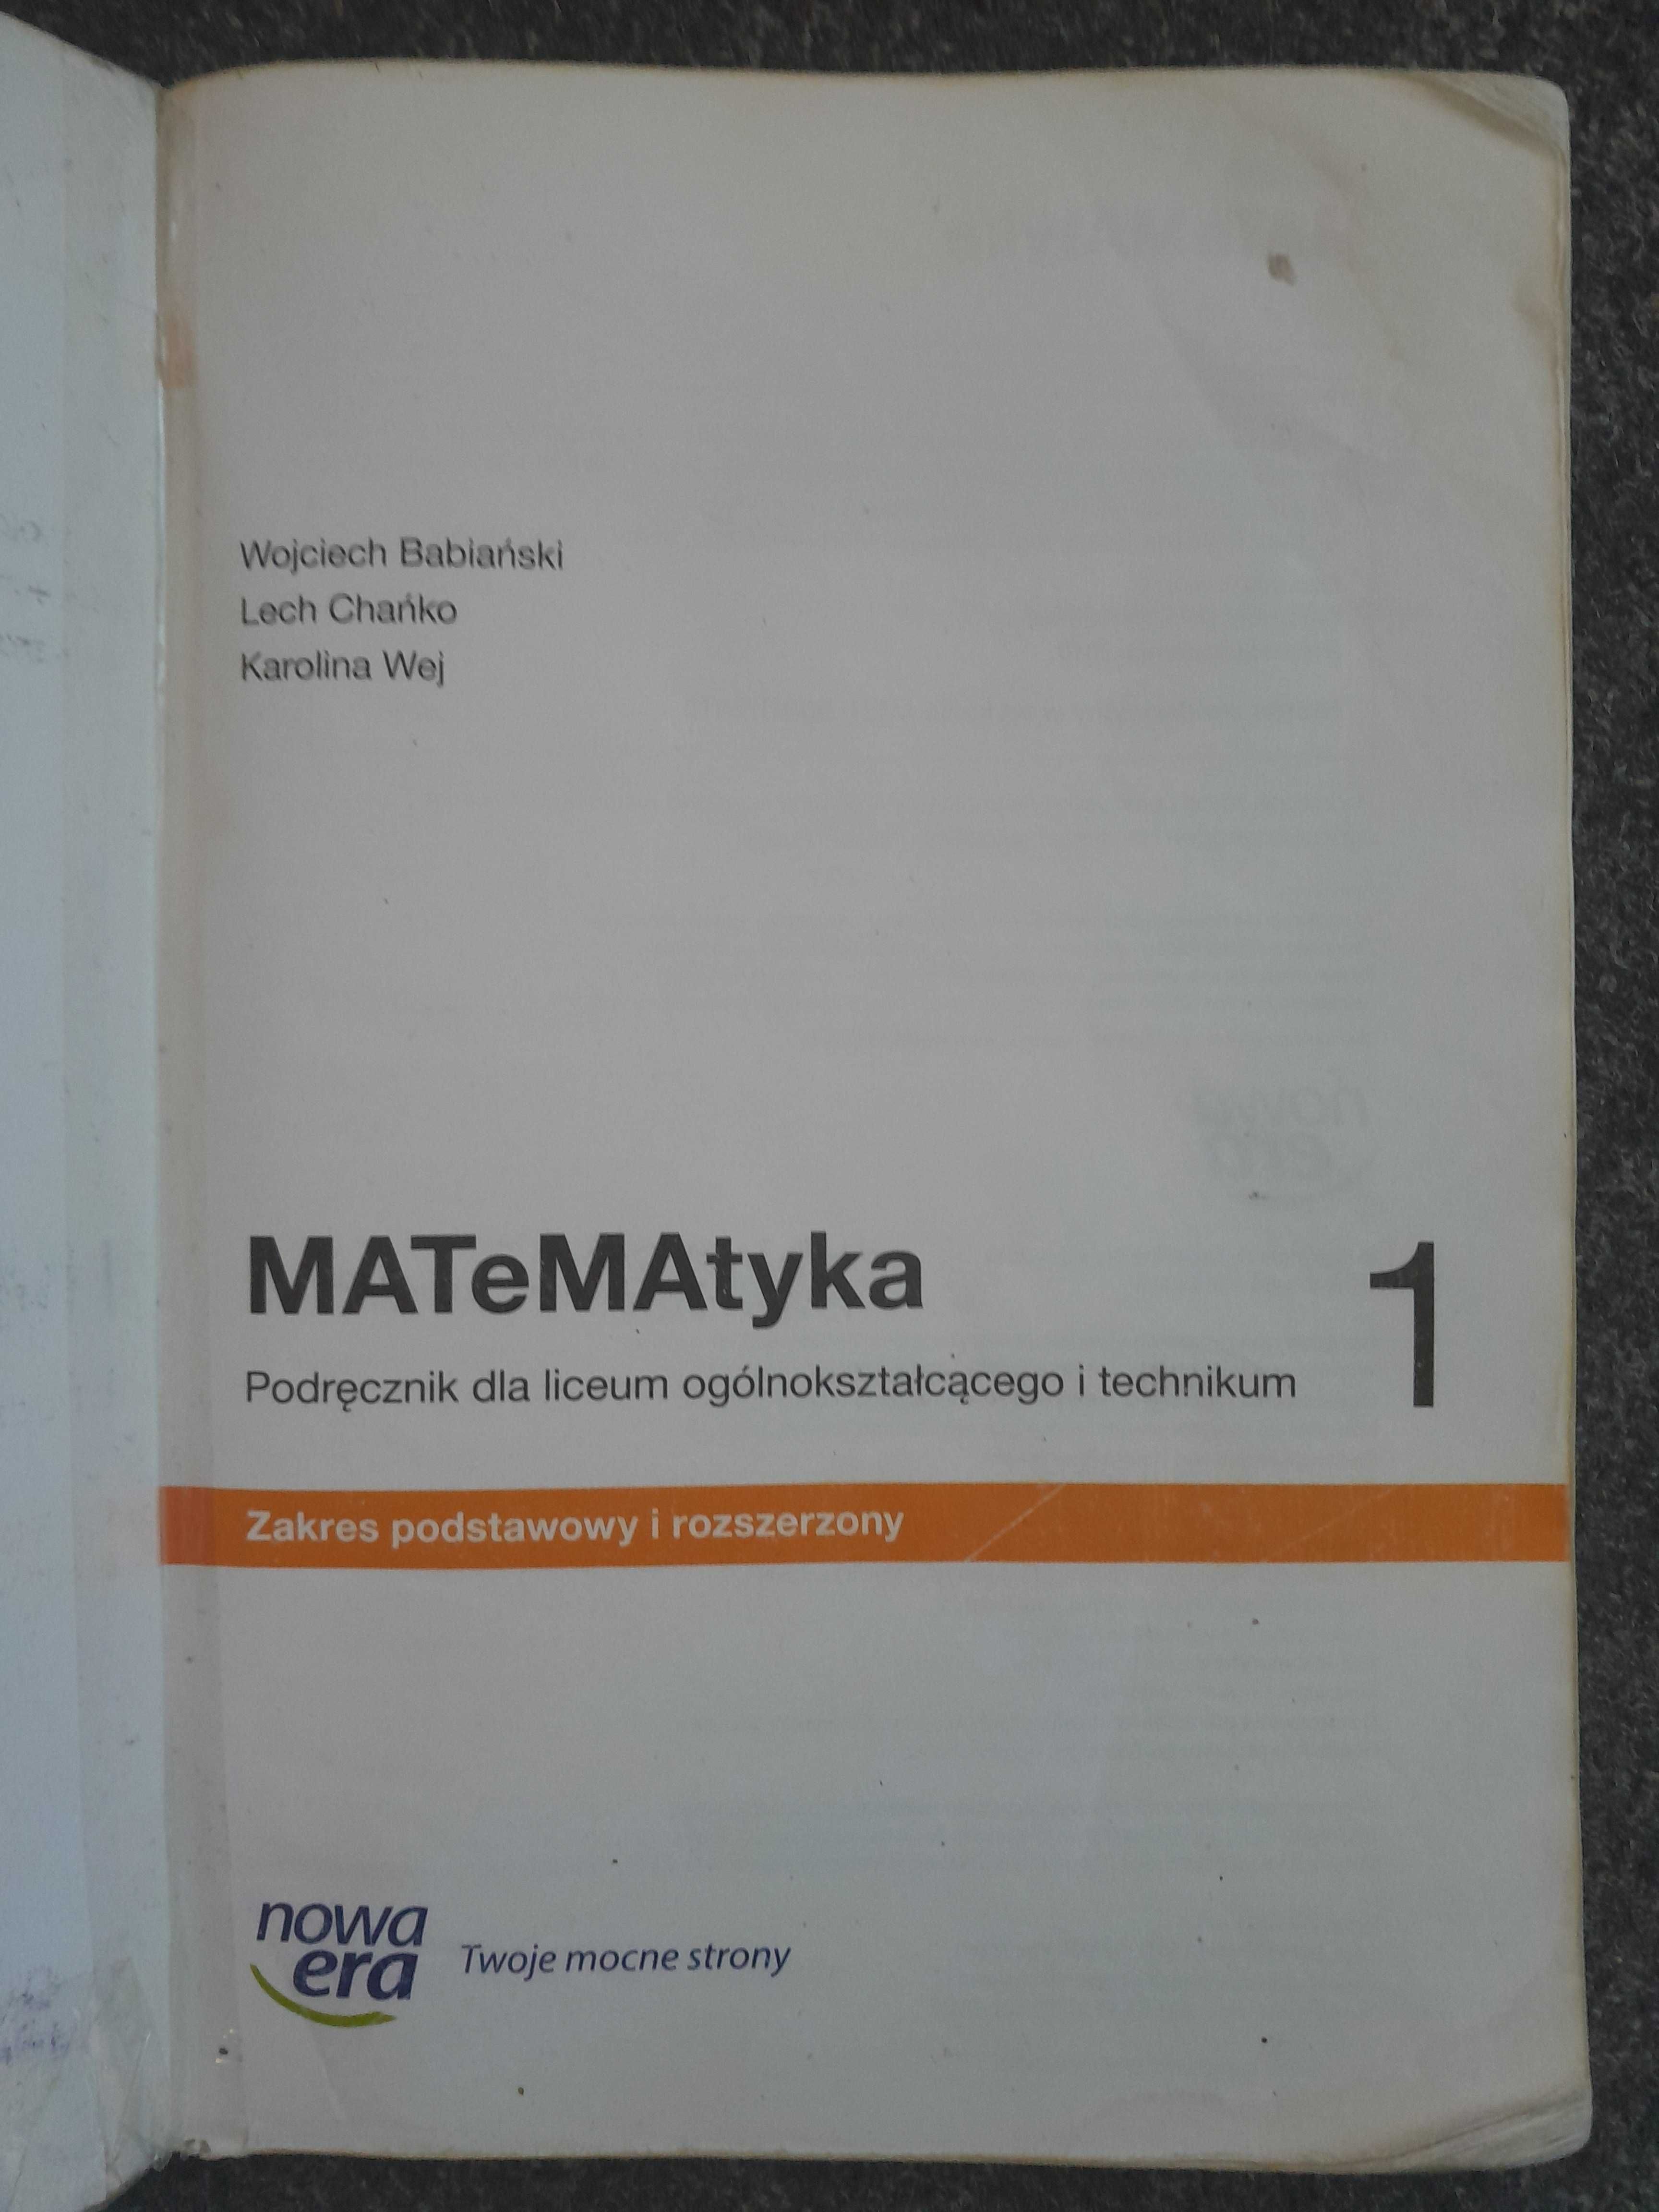 Wojciech Babiański
Lech Chańko
Karolina Wej
MATeMAtyka 1
Podręcznik dla liceum ogólnokształcącego i technikum
Zakres podstawowy i rozszerzony
nowa
era
Twoje mocne strony